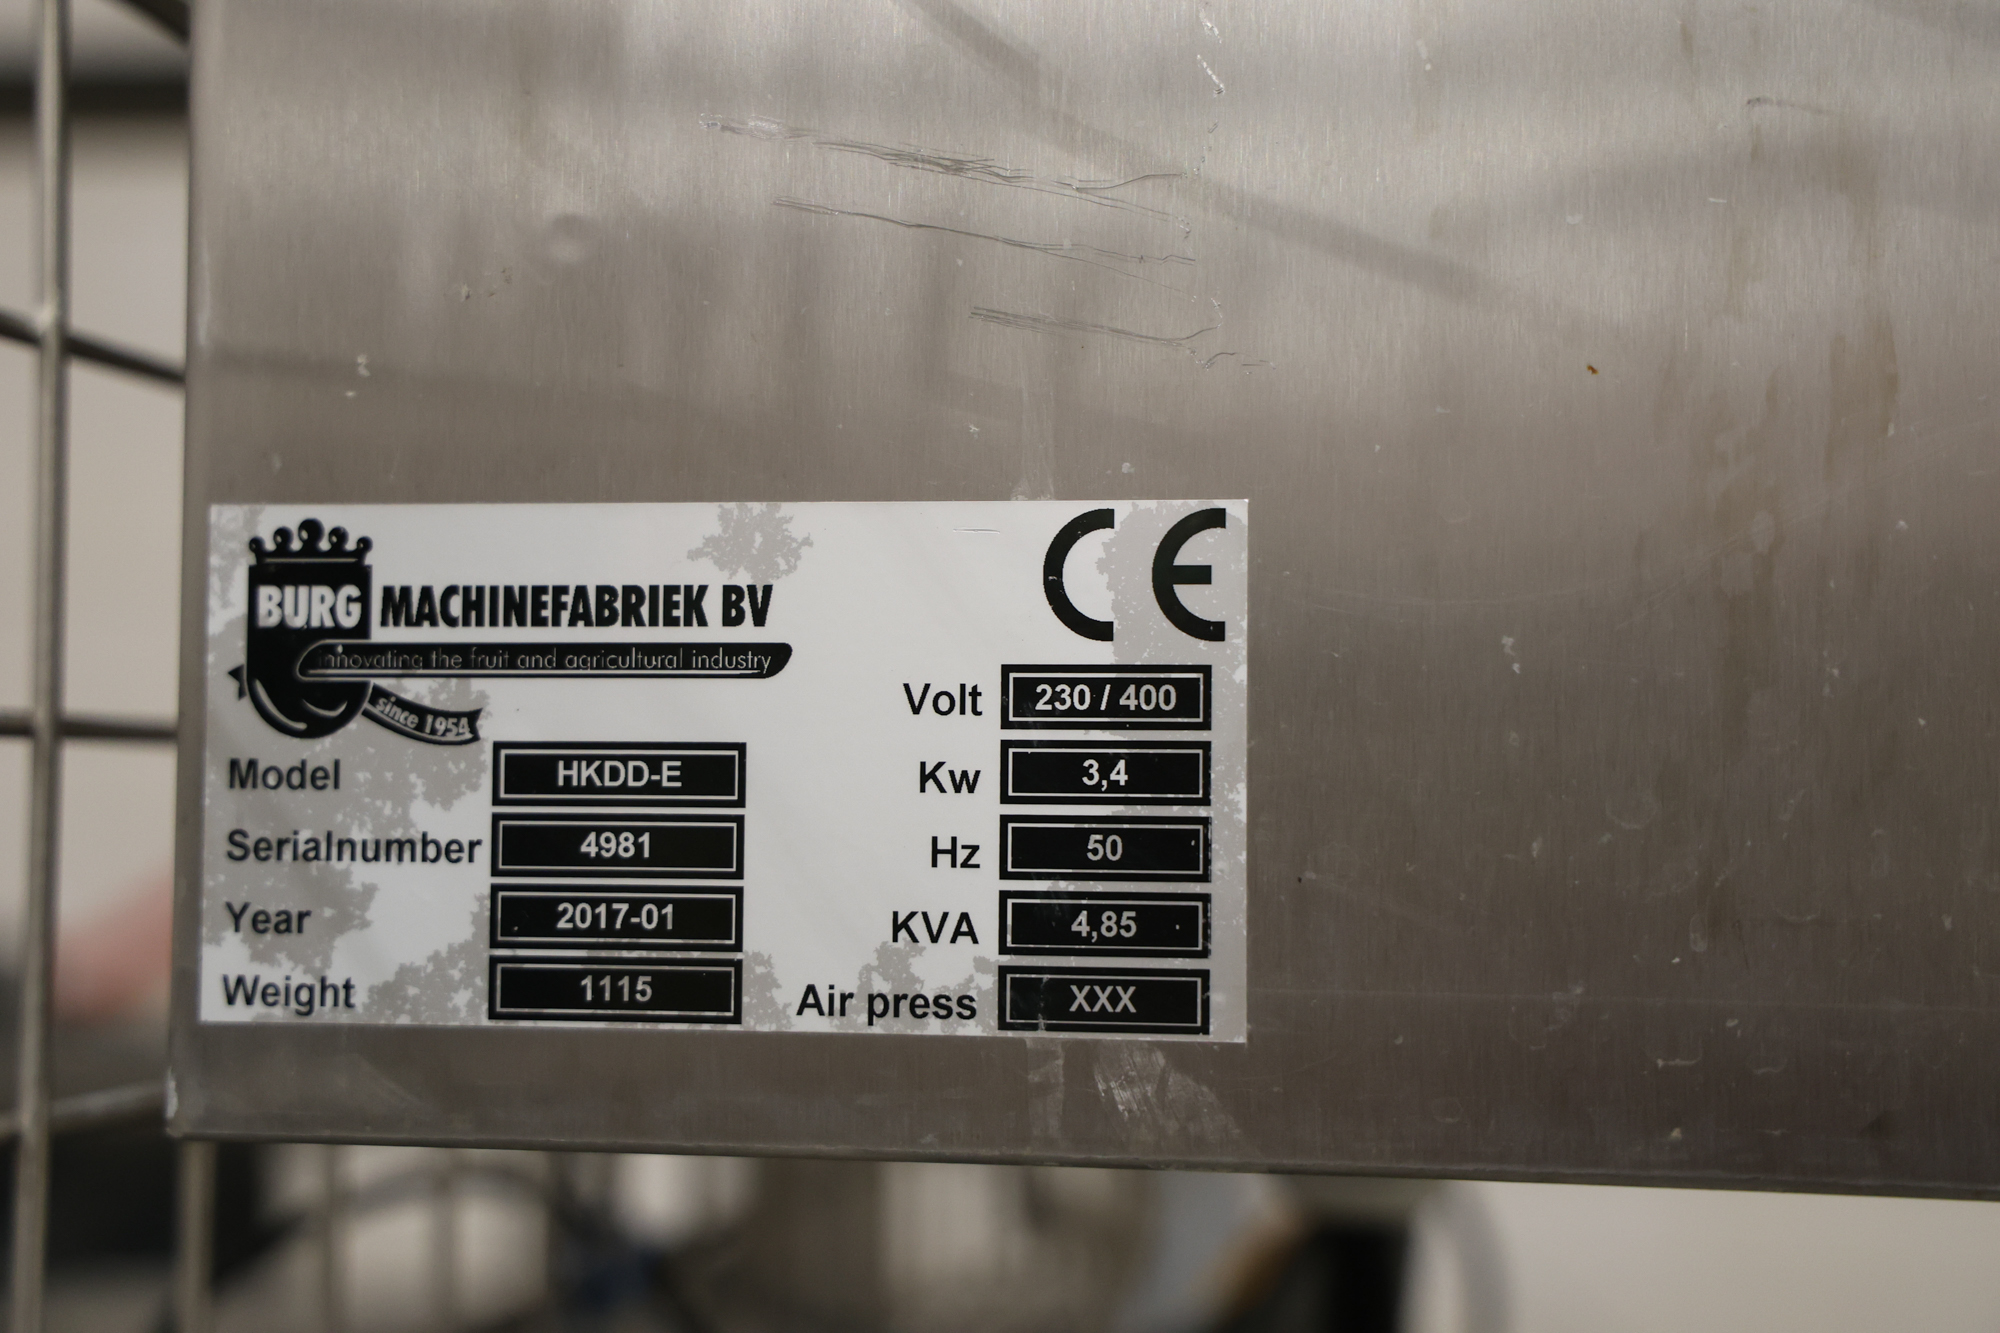 BURG MACHINEFABRIEK BV
innovating the fruit and agricultural industry
since 1954
CE
Model HKDD-E
Serialnumber 4981
Year 2017-01
Weight 1115
Volt 230 / 400
Kw 3,4
Hz 50
KVA 4,85
Air press XXX